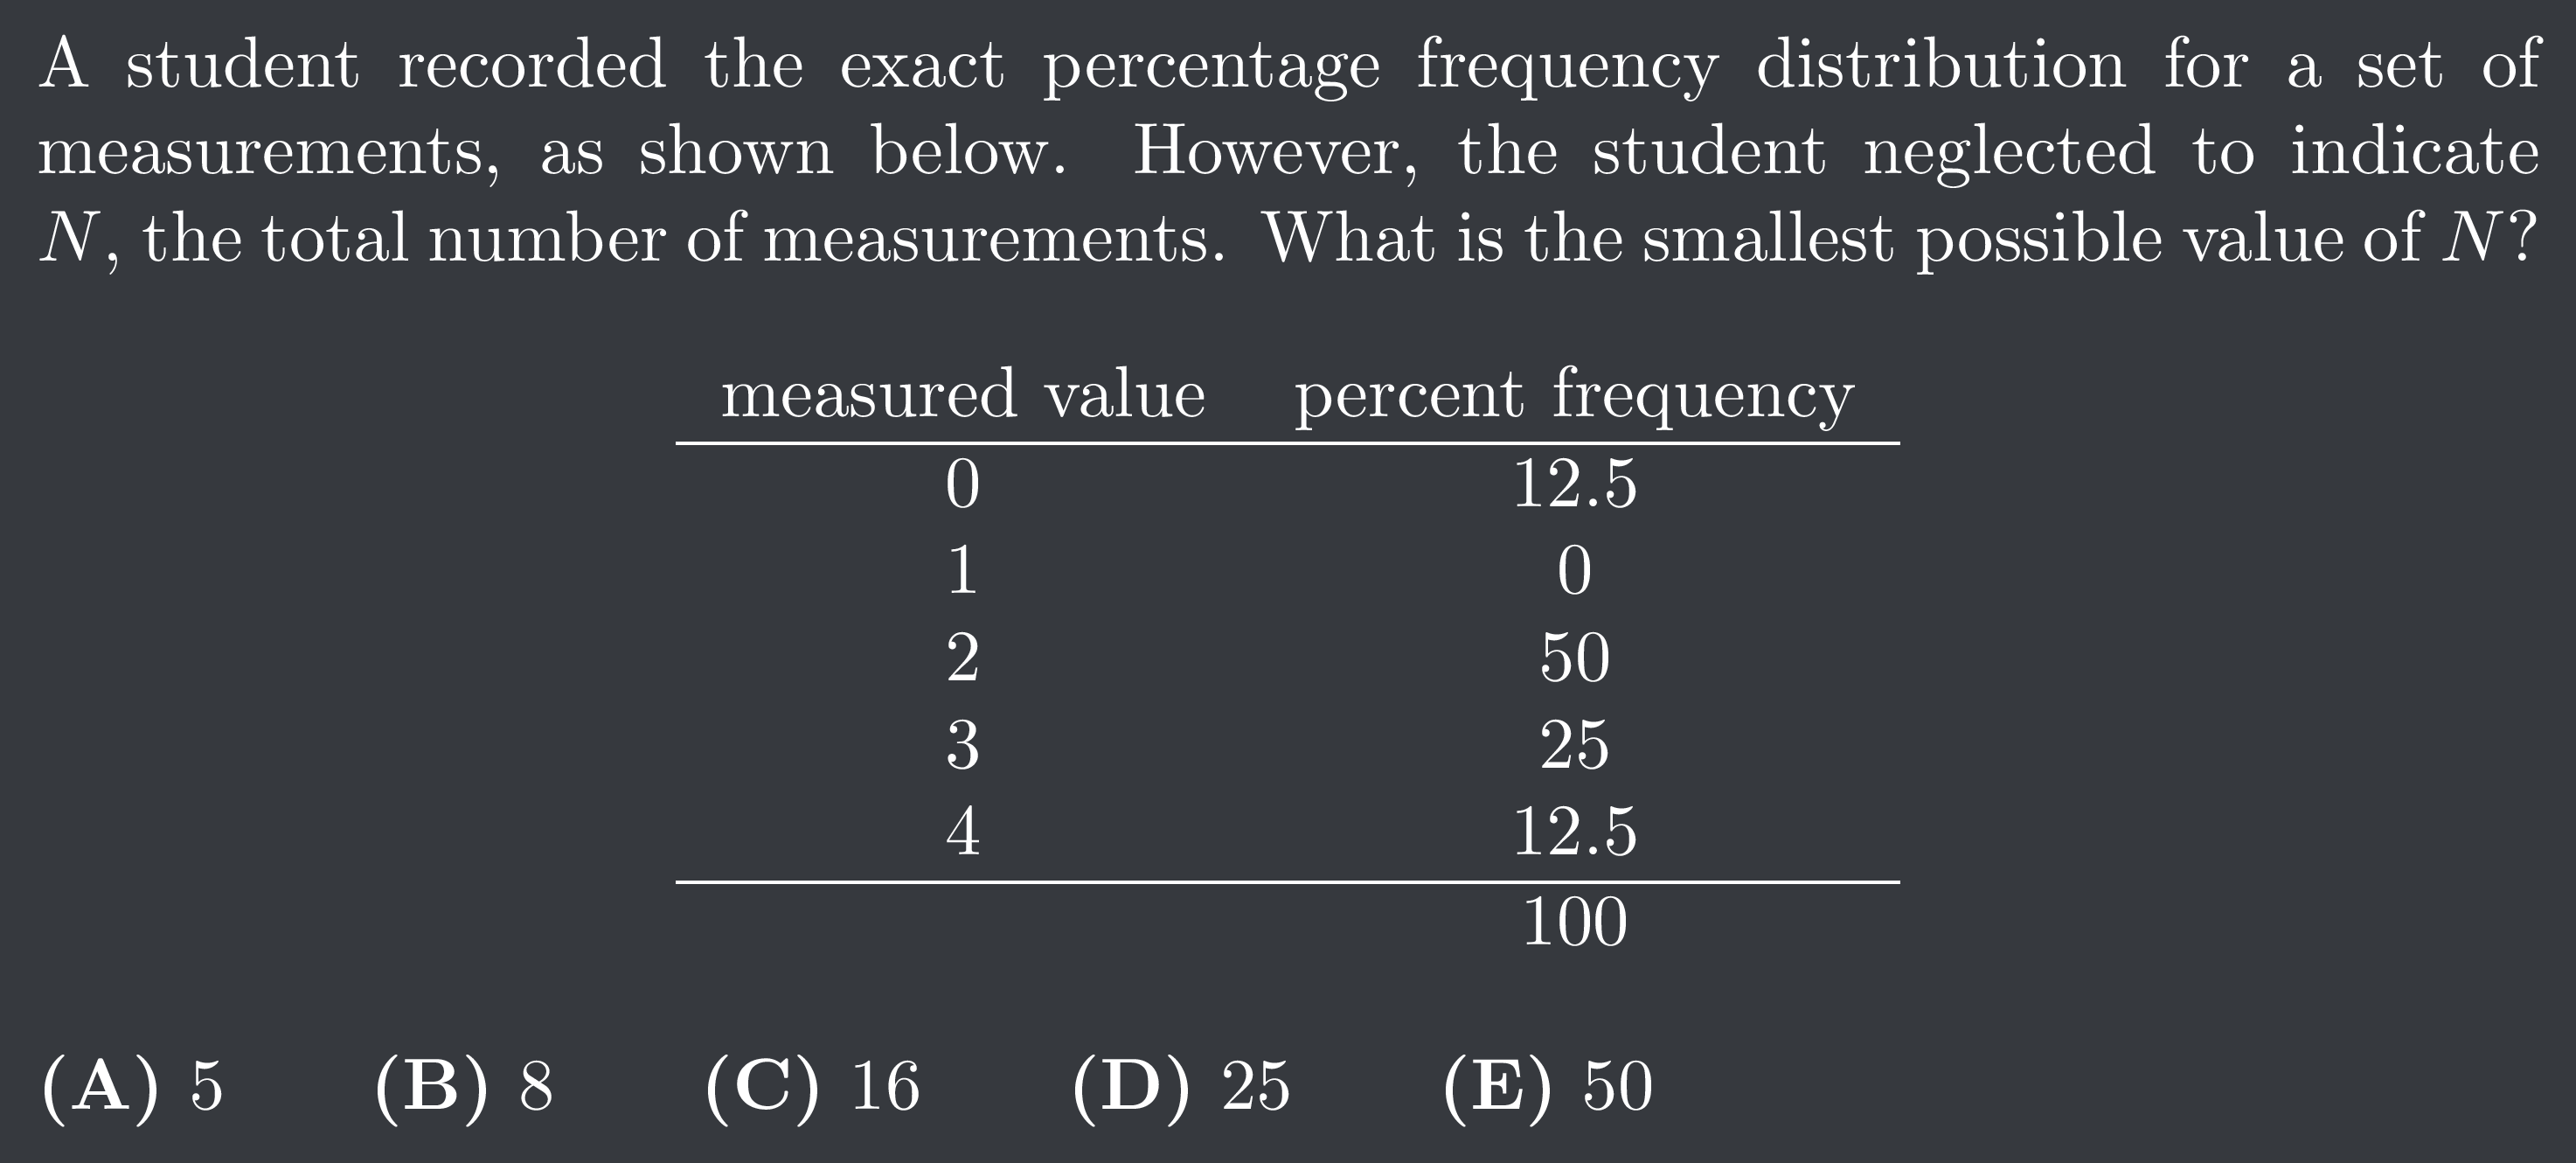 A student recorded the exact percentage frequency distribution for a set of
measurements, as shown below. However, the student neglected to indicate
N, the total number of measurements. What is the smallest possible value of N?
measured value percent frequency
0 12.5
1 0
2 50
3 25
4 12.5
100
(A) 5 (B) 8 (C) 16 (D) 25 (E) 50